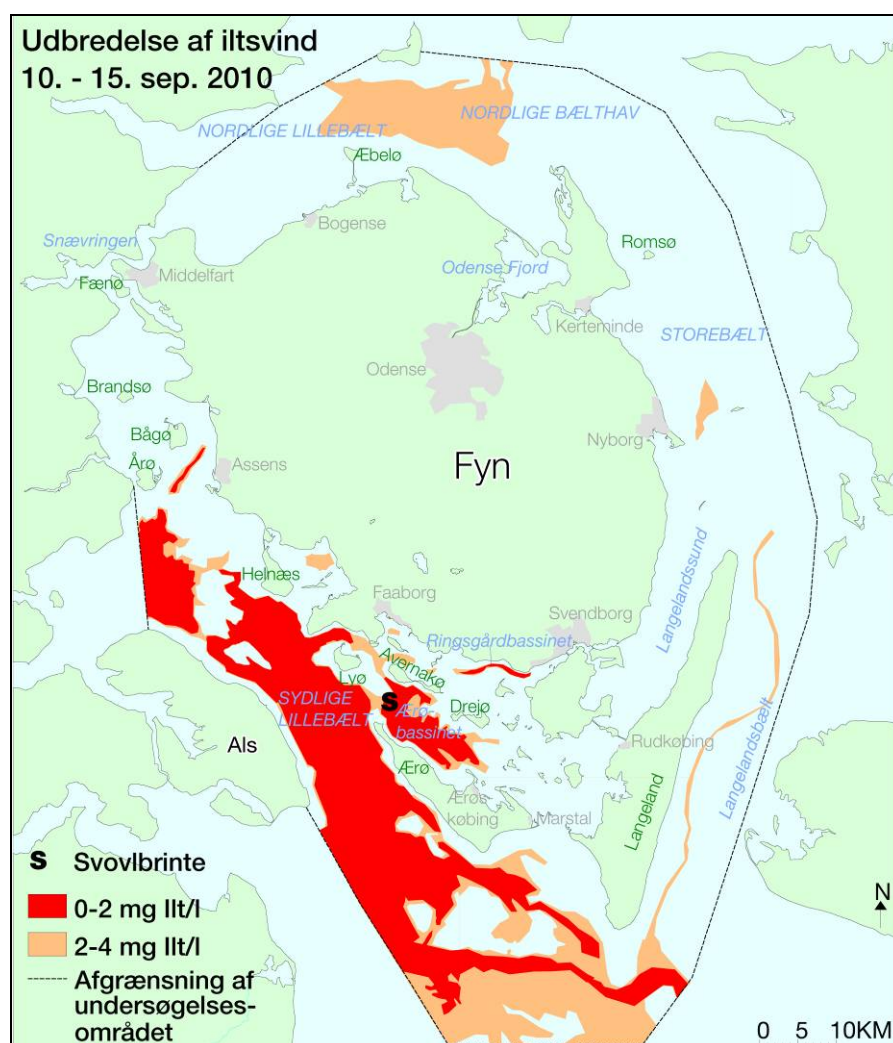 Udbredelse af iltsvind
10. - 15. sep. 2010
NORDLIGE BÆLTHAV
NORDLIGE LILLEBÆLT
Æbelø
Bogense
Snævringen
Romsø
Odense Fjord
Middelfart
Fænø
Kerteminde
STOREBÆLT
Odense
Brandsø
Bågø
Nyborg
Årø
Assens
Fyn
Helnæs
Langelandssund
Faaborg
Svendborg
Ringsgårdbassinet
Avernakø
Lyø
S
SYDLIGE
LILLEBÆLT
Ærø-
bassinet
Drejø
Als
Rudkøbing
Langelandsbælt
Ærø
Langeland
Ærøs-
købing
Marstal
S Svovlbrinte
0-2 mg Ilt/l
2-4 mg Ilt/l
Afgrænsning af
undersøgelses-
området
N
0 5 10KM